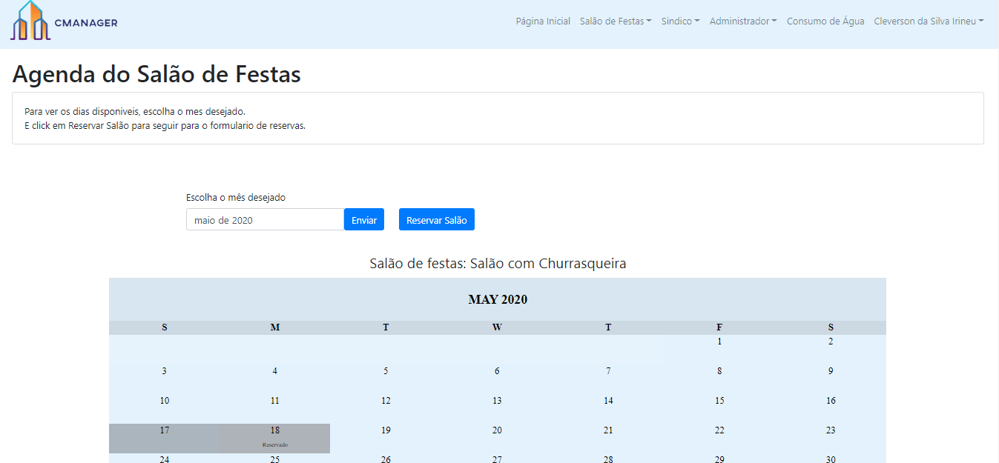 CMANAGER
Página Inicial Salão de Festas Sindico Administrador Consumo de Água Cleverson da Silva Irineu
Agenda do Salão de Festas
Para ver os dias disponiveis, escolha o mes desejado.
E click em Reservar Salão para seguir para o formulario de reservas.
Escolha o mês desejado
maio de 2020 Enviar Reservar Salão
Salão de festas: Salão com Churrasqueira
MAY 2020
S M T W T F S
1 2
3 4 5 6 7 8 9
10 11 12 13 14 15 16
17 18 19 20 21 22 23
Reservado
24 25 26 27 28 29 30